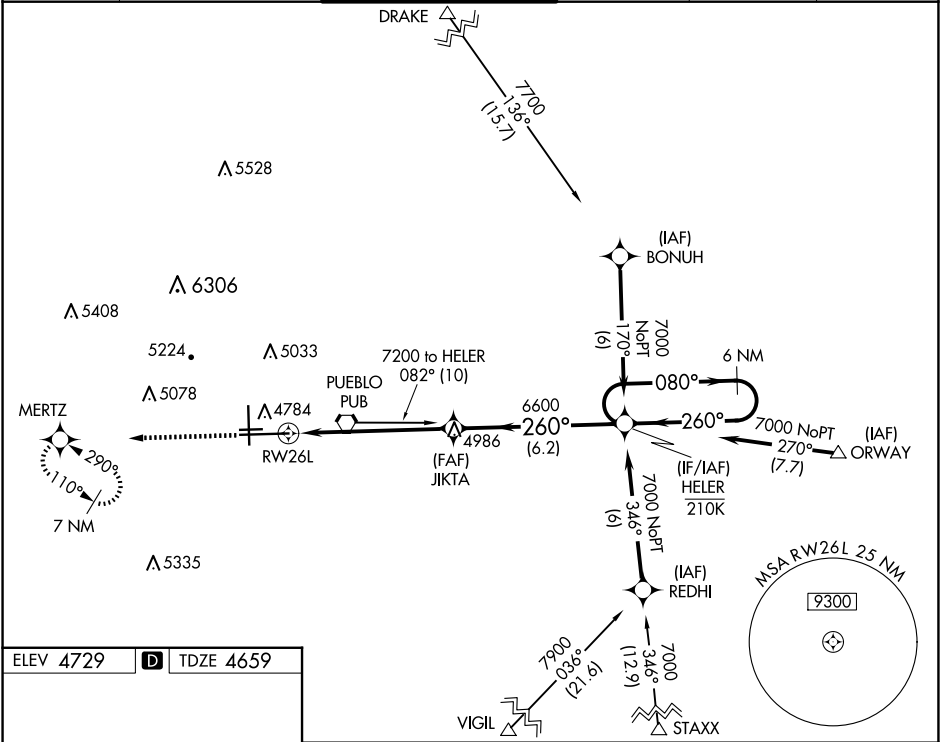 DRAKE
7700
136°
(15.7)
5528
(IAF)
BONUH
6306
5408
7000
NoPT
170°
(6)
5224
5033
7200 to HELER
082° (10)
6 NM
5078
PUEBLO
PUB
080°
MERTZ
4784
6600
260°
(6.2)
260°
7000 NoPT
270°
(7.7)
(IAF)
ORWAY
4986
RW26L
(FAF)
JIKTA
(IF/IAF)
HELER
210K
290°
110°
7 NM
7000 NoPT
346°
(6)
5335
(IAF)
REDHI
MSA RW26L 25 NM
9300
ELEV 4729
D
TDZE 4659
7900
036°
(21.6)
7000
346°
(12.9)
VIGIL
STAXX